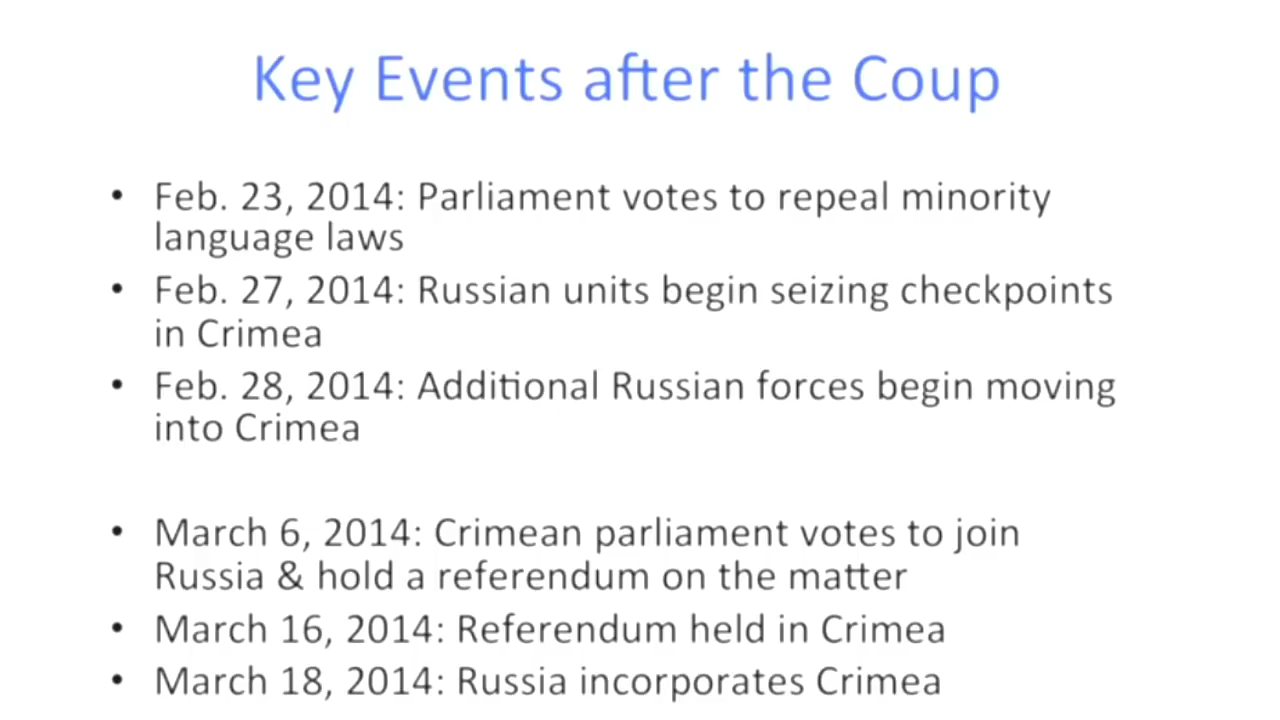 Key Events after the Coup
• Feb. 23, 2014: Parliament votes to repeal minority
language laws
• Feb. 27, 2014: Russian units begin seizing checkpoints
in Crimea
• Feb. 28, 2014: Additional Russian forces begin moving
into Crimea
• March 6, 2014: Crimean parliament votes to join
Russia & hold a referendum on the matter
• March 16, 2014: Referendum held in Crimea
• March 18, 2014: Russia incorporates Crimea